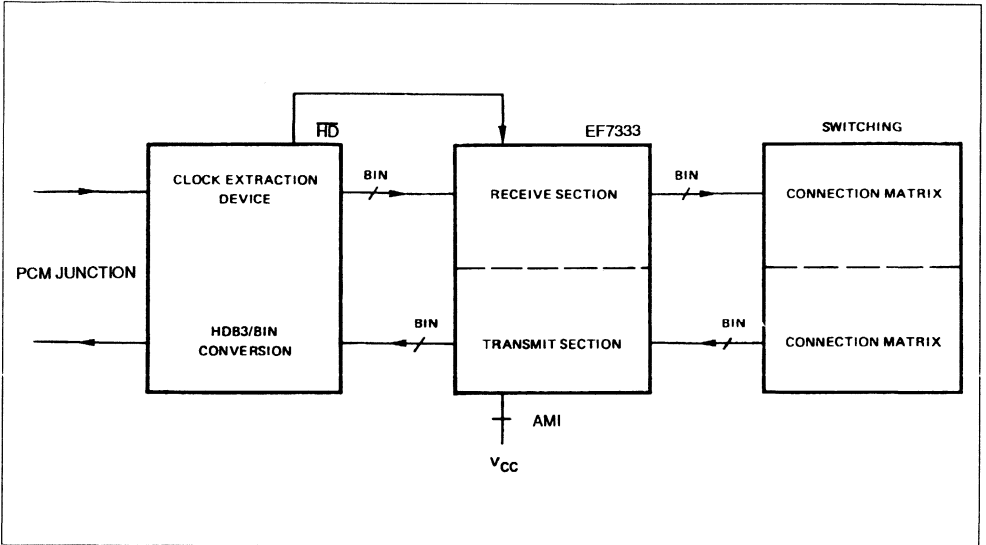 H̅D̅
EF7333
SWITCHING
CLOCK EXTRACTION
DEVICE
BIN
RECEIVE SECTION
BIN
CONNECTION MATRIX
PCM JUNCTION
HDB3/BIN
CONVERSION
BIN
TRANSMIT SECTION
BIN
CONNECTION MATRIX
AMI
VCC